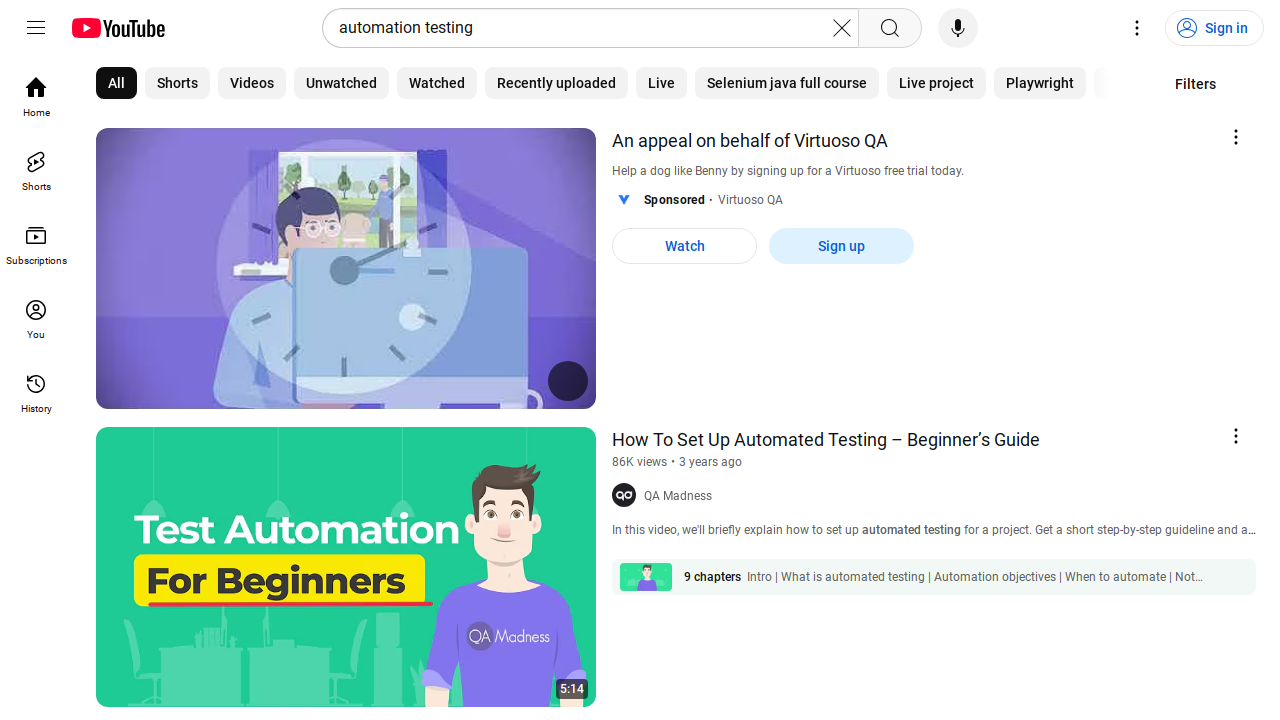 YouTube
automation testing
Sign in
All
Shorts
Videos
Unwatched
Watched
Recently uploaded
Live
Selenium java full course
Live project
Playwright
Filters
Home
Shorts
Subscriptions
You
History
An appeal on behalf of Virtuoso QA
Help a dog like Benny by signing up for a Virtuoso free trial today.
Sponsored · Virtuoso QA
Watch
Sign up
Test Automation
For Beginners
QA Madness
5:14
How To Set Up Automated Testing – Beginner’s Guide
86K views • 3 years ago
QA Madness
In this video, we'll briefly explain how to set up automated testing for a project. Get a short step-by-step guideline and a...
9 chapters Intro | What is automated testing | Automation objectives | When to automate | Not...